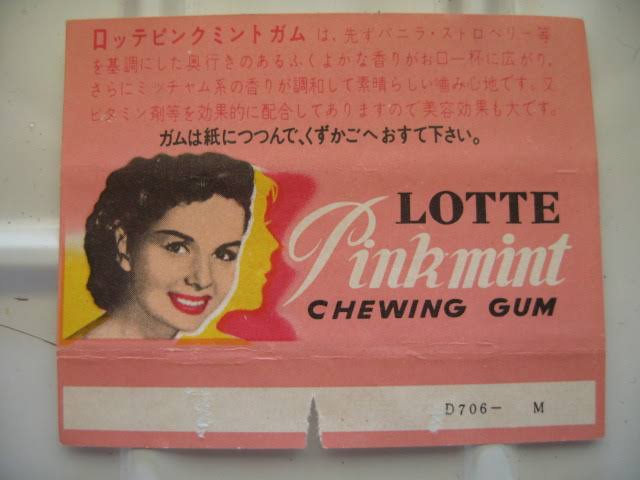 ロッテピンクミントガム は、先ずバニラ・ストロベリー等
を基調にした奥行きのあるふくよかな香りがお口一杯に広がり、
さらにミッチャム系の香りが調和して素晴らしい噛み心地です。又
ビタミン剤等を効果的に配合してありますので美容効果も大です。
ガムは紙につつんで、くずかごへおすて下さい。
LOTTE
Pinkmint
CHEWING GUM
D706— M